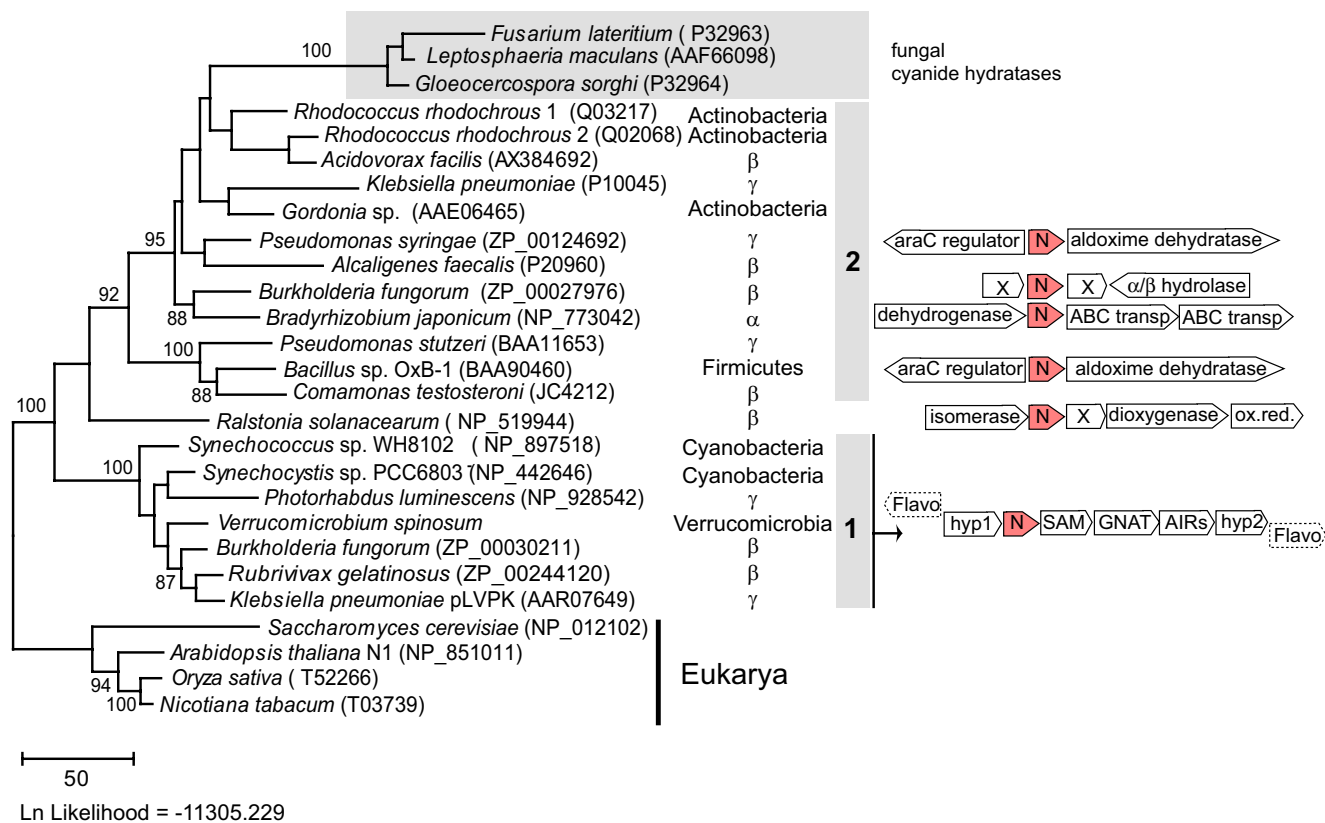 Fusarium lateritium ( P32963)
100
Leptosphaeria maculans (AAF66098)
fungal
cyanide hydratases
Gloeocercospora sorghi (P32964)
Rhodococcus rhodochrous 1 (Q03217) Actinobacteria
Rhodococcus rhodochrous 2 (Q02068) Actinobacteria
Acidovorax facilis (AX384692) β
Klebsiella pneumoniae (P10045) γ
Gordonia sp. (AAE06465) Actinobacteria
95 Pseudomonas syringae (ZP_00124692) γ araC regulator N aldoxime dehydratase
2
Alcaligenes faecalis (P20960) β
92 Burkholderia fungorum (ZP_00027976) β X N X α/β hydrolase
88 Bradyrhizobium japonicum (NP_773042) α dehydrogenase N ABC transp ABC transp
100 Pseudomonas stutzeri (BAA11653) γ
Bacillus sp. OxB-1 (BAA90460) Firmicutes araC regulator N aldoxime dehydratase
88 Comamonas testosteroni (JC4212) β
100 Ralstonia solanacearum ( NP_519944) β isomerase N X dioxygenase ox.red.
Synechococcus sp. WH8102 ( NP_897518) Cyanobacteria
100 Synechocystis sp. PCC6803 (NP_442646) Cyanobacteria
Photorhabdus luminescens (NP_928542) γ Flavo
Verrucomicrobium spinosum Verrucomicrobia 1 hyp1 N SAM GNAT AIRs hyp2 Flavo
Burkholderia fungorum (ZP_00030211) β
87 Rubrivivax gelatinosus (ZP_00244120) β
Klebsiella pneumoniae pLVPK (AAR07649) γ
Saccharomyces cerevisiae (NP_012102)
Arabidopsis thaliana N1 (NP_851011)
Eukarya
94 Oryza sativa ( T52266)
100 Nicotiana tabacum (T03739)
50
Ln Likelihood = -11305.229